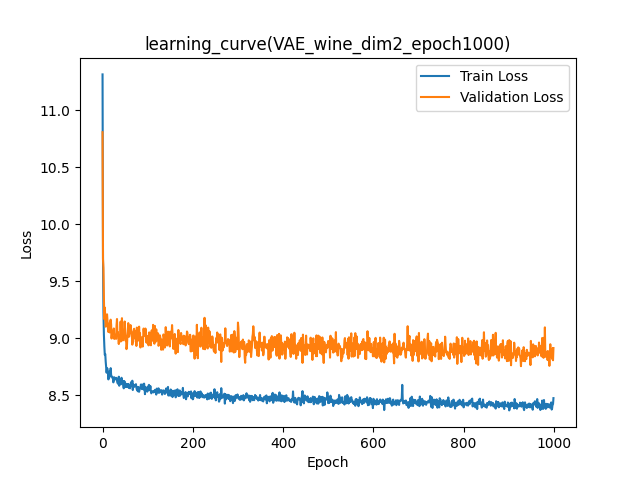 learning_curve(VAE_wine_dim2_epoch1000)
Train Loss
Validation Loss
11.0
10.5
10.0
9.5
9.0
8.5
Loss
0
200
400
600
800
1000
Epoch